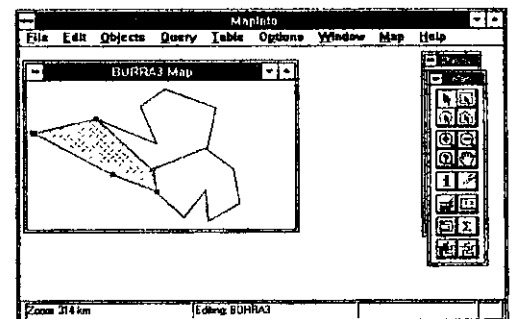 MapInfo
File Edit Objects Query Table Options Window Map Help
BURRA3 Map
Zoom: 314 km Editing: BURRA3